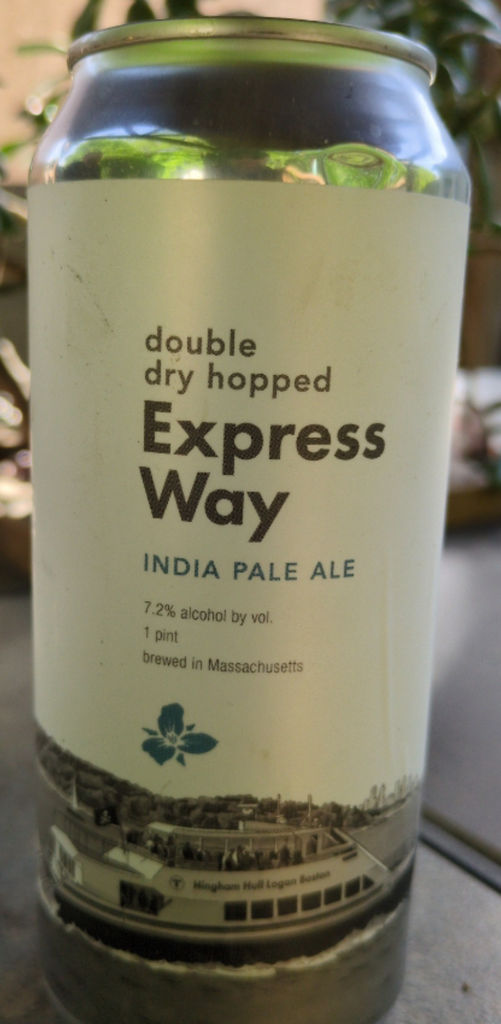 double
dry hopped
Express
Way
INDIA PALE ALE
7.2% alcohol by vol.
1 pint
brewed in Massachusetts
T Hingham Hull Logan Boston